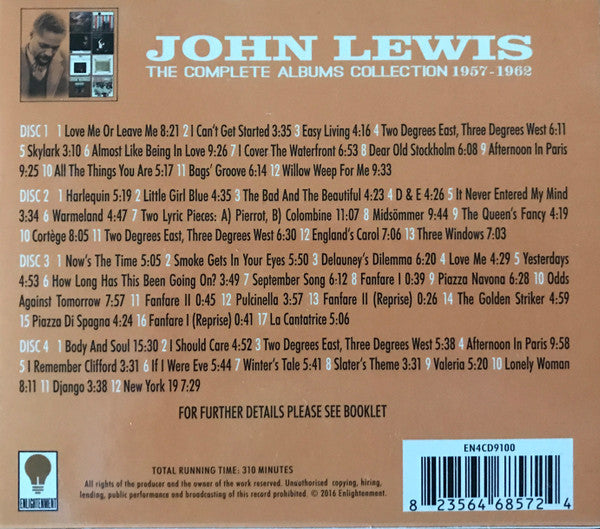 JOHN LEWIS
THE COMPLETE ALBUMS COLLECTION 1957-1962
DISC 1 1 Love Me Or Leave Me 8:21 2 I Can't Get Started 3:35 3 Easy Living 4:16 4 Two Degrees East, Three Degrees West 6:11
5 Skylark 3:10 6 Almost Like Being In Love 9:26 7 I Cover The Waterfront 6:53 8 Dear Old Stockholm 6:08 9 Afternoon In Paris
9:25 10 All The Things You Are 5:17 11 Bags' Groove 6:14 12 Willow Weep For Me 9:33
DISC 2 1 Harlequin 5:19 2 Little Girl Blue 4:35 3 The Bad And The Beautiful 4:23 4 D & E 4:26 5 It Never Entered My Mind
3:34 6 Warmeland 4:47 7 Two Lyric Pieces: A) Pierrot, B) Colombine 11:07 8 Midsömmer 9:44 9 The Queen's Fancy 4:19
10 Cortège 8:05 11 Two Degrees East, Three Degrees West 6:30 12 England's Carol 7:06 13 Three Windows 7:03
DISC 3 1 Now's The Time 5:05 2 Smoke Gets In Your Eyes 5:50 3 Delauney's Dilemma 6:20 4 Love Me 4:29 5 Yesterdays
4:53 6 How Long Has This Been Going On? 3:49 7 September Song 6:12 8 Fanfare I 0:39 9 Piazza Navona 6:28 10 Odds
Against Tomorrow 7:57 11 Fanfare II 0:45 12 Pulcinella 3:57 13 Fanfare II (Reprise) 0:26 14 The Golden Striker 4:59
15 Piazza Di Spagna 4:24 16 Fanfare I (Reprise) 0:41 17 La Cantatrice 5:06
DISC 4 1 Body And Soul 15:30 2 I Should Care 4:52 3 Two Degrees East, Three Degrees West 5:38 4 Afternoon In Paris 9:58
5 I Remember Clifford 3:31 6 If I Were Eve 5:44 7 Winter's Tale 5:41 8 Slater's Theme 3:31 9 Valeria 5:20 10 Lonely Woman
8:11 11 Django 3:38 12 New York 19 7:29
FOR FURTHER DETAILS PLEASE SEE BOOKLET
ENLIGHTENMENT
TOTAL RUNNING TIME: 310 MINUTES
All rights of the producer and the owner of the work reserved. Unauthorised copying, hiring,
lending, public performance and broadcasting of this record prohibited. © 2016 Enlightenment.
EN4CD9100
8 23564 68572 4